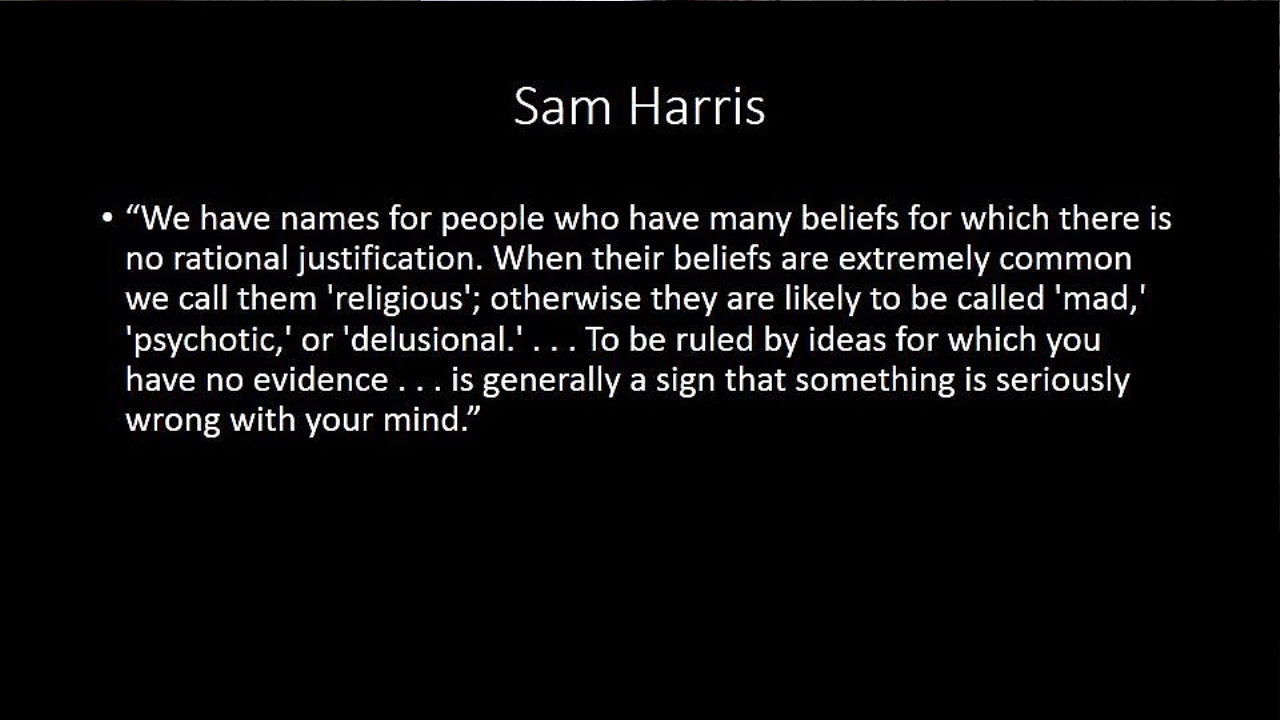 Sam Harris
• “We have names for people who have many beliefs for which there is
no rational justification. When their beliefs are extremely common
we call them 'religious'; otherwise they are likely to be called 'mad,'
'psychotic,' or 'delusional.' . . . To be ruled by ideas for which you
have no evidence . . . is generally a sign that something is seriously
wrong with your mind.”